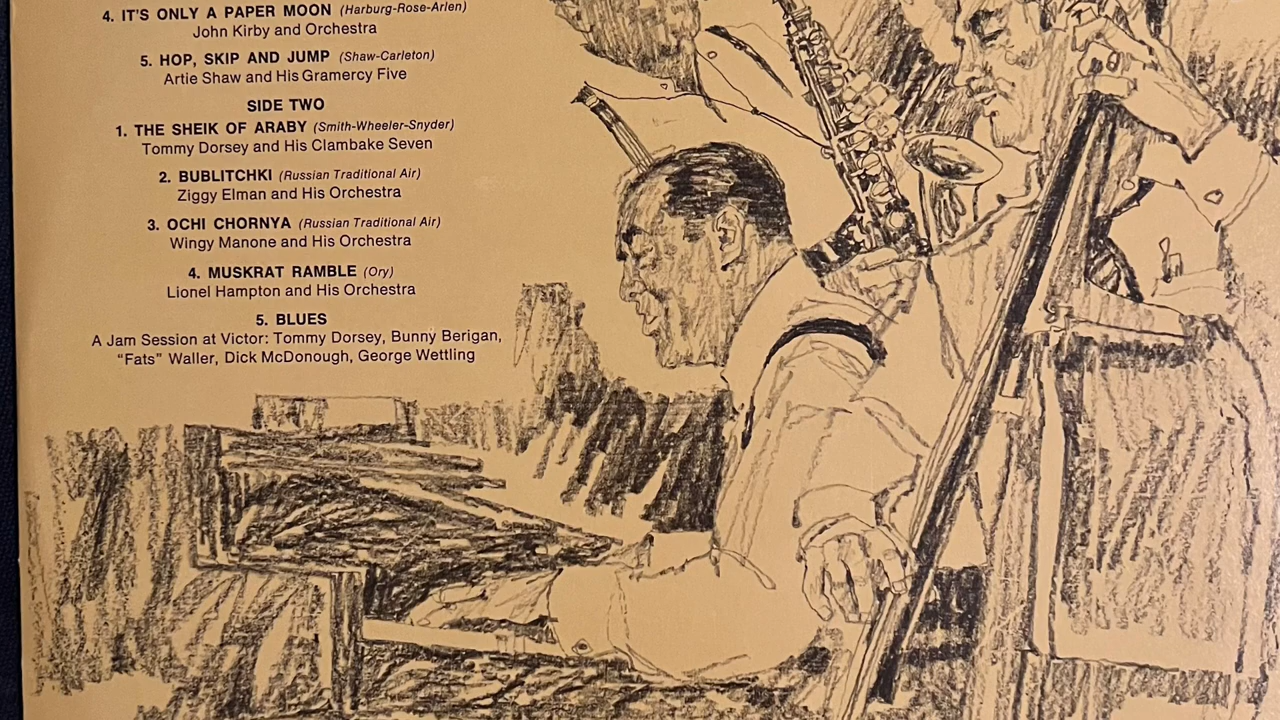 4. IT'S ONLY A PAPER MOON (Harburg-Rose-Arlen)
John Kirby and Orchestra
5. HOP, SKIP AND JUMP (Shaw-Carleton)
Artie Shaw and His Gramercy Five
SIDE TWO
1. THE SHEIK OF ARABY (Smith-Wheeler-Snyder)
Tommy Dorsey and His Clambake Seven
2. BUBLITCHKI (Russian Traditional Air)
Ziggy Elman and His Orchestra
3. OCHI CHORNYA (Russian Traditional Air)
Wingy Manone and His Orchestra
4. MUSKRAT RAMBLE (Ory)
Lionel Hampton and His Orchestra
5. BLUES
A Jam Session at Victor: Tommy Dorsey, Bunny Berigan,
“Fats” Waller, Dick McDonough, George Wettling